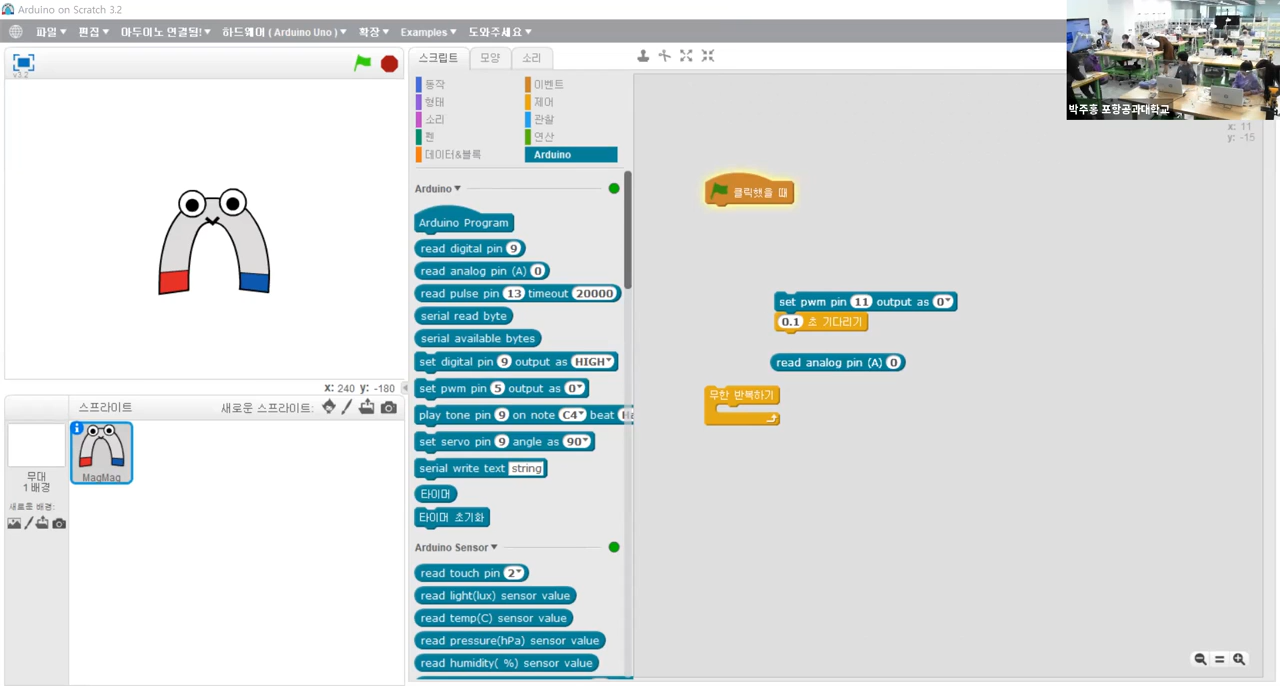 Arduino on Scratch 3.2
파일 편집 아두이노 연결됨! 하드웨어 ( Arduino Uno ) 확장 Examples 도와주세요
v3.2
스크립트 모양 소리
동작 이벤트
형태 제어
소리 관찰
펜 연산
데이터&블록 Arduino
Arduino
Arduino Program
read digital pin 9
read analog pin (A) 0
read pulse pin 13 timeout 20000
serial read byte
serial available bytes
set digital pin 9 output as HIGH
set pwm pin 5 output as 0
play tone pin 9 on note C4 beat Ha
set servo pin 9 angle as 90
serial write text string
타이머
타이머 초기화
Arduino Sensor
read touch pin 2
read light(lux) sensor value
read temp(C) sensor value
read pressure(hPa) sensor value
read humidity( %) sensor value
x: 240 y: -180
스프라이트 새로운 스프라이트:
MagMag
무대
1 배경
새로운 배경:
클릭했을 때
set pwm pin 11 output as 0
0.1 초 기다리기
read analog pin (A) 0
무한 반복하기
박주홍 포항공과대학교
x: 11
y: -15